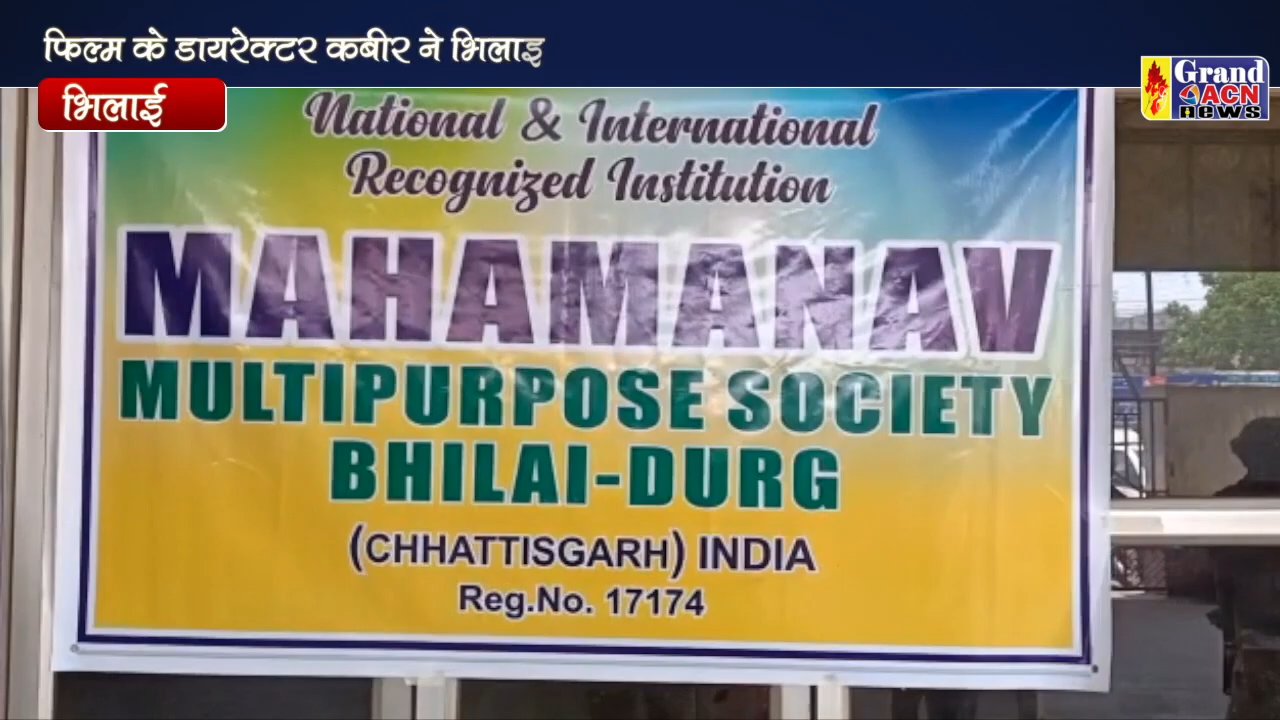 फिल्म के डायरेक्टर कबीर ने भिलाइ
भिलाई
Grand
ACN
news
National & International
Recognized Institution
MAHAMANAV
MULTIPURPOSE SOCIETY
BHILAI-DURG
(CHHATTISGARH) INDIA
Reg.No. 17174